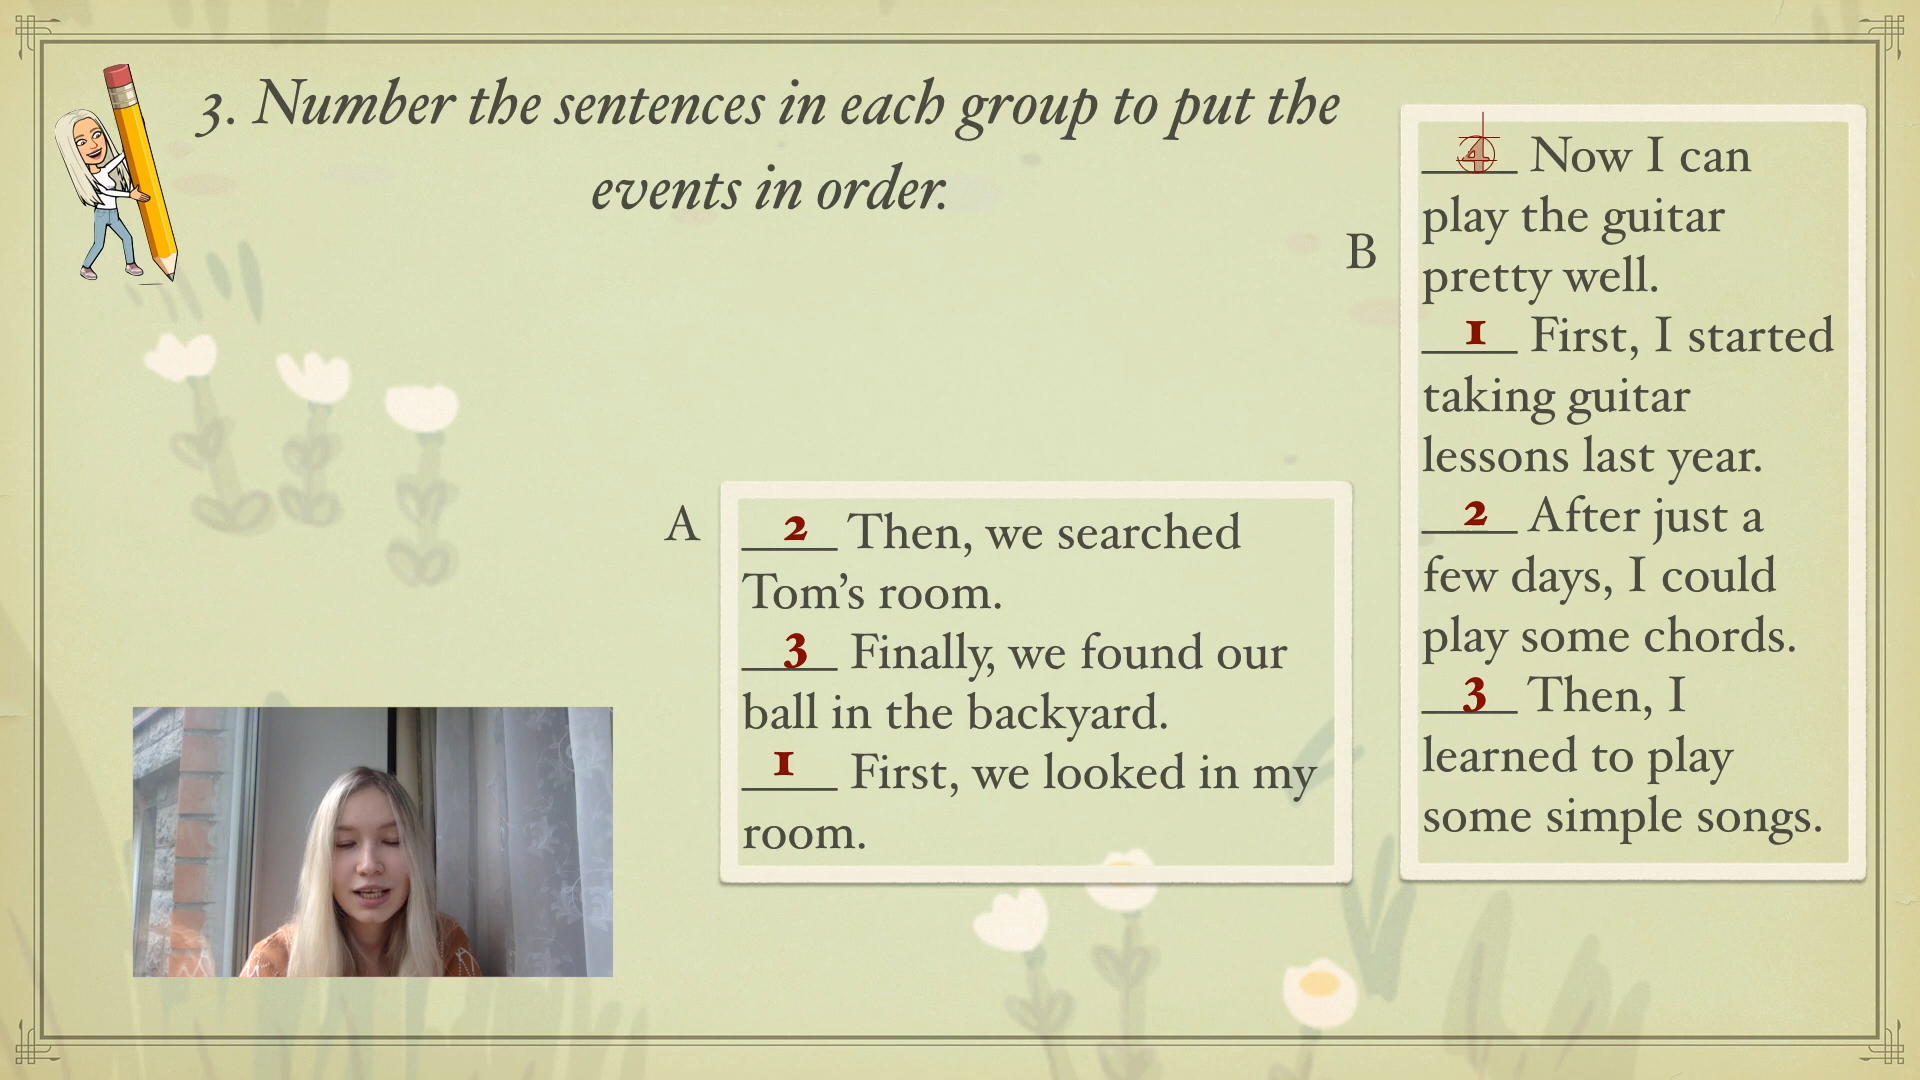 3. Number the sentences in each group to put the
events in order.
A
2 Then, we searched
Tom’s room.
3 Finally, we found our
ball in the backyard.
1 First, we looked in my
room.
B
4 Now I can
play the guitar
pretty well.
1 First, I started
taking guitar
lessons last year.
2 After just a
few days, I could
play some chords.
3 Then, I
learned to play
some simple songs.